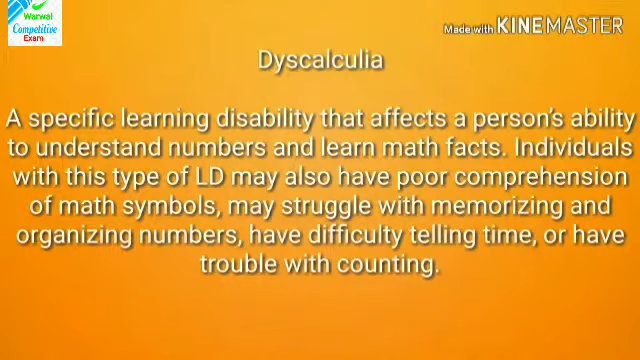 Warwal
Competitive
Exam
Made with KINEMASTER
Dyscalculia
A specific learning disability that affects a person's ability
to understand numbers and learn math facts. Individuals
with this type of LD may also have poor comprehension
of math symbols, may struggle with memorizing and
organizing numbers, have difficulty telling time, or have
trouble with counting.